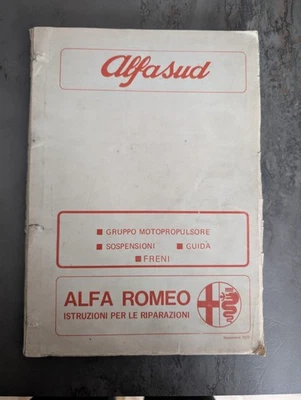 alfasud
■ GRUPPO MOTOPROPULSORE
■ SOSPENSIONI ■ GUIDA
■ FRENI
ALFA ROMEO
ISTRUZIONI PER LE RIPARAZIONI